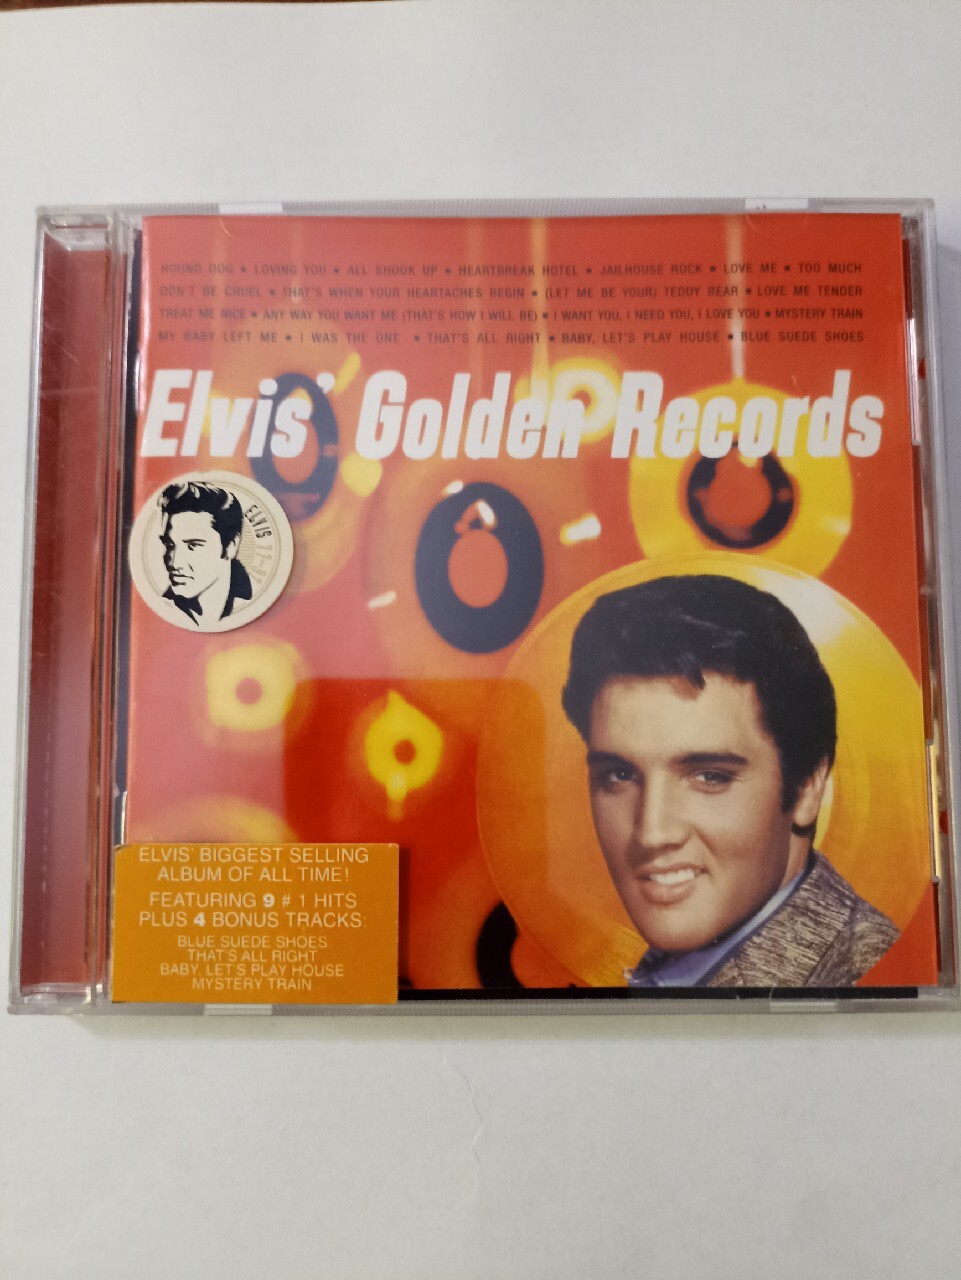 HOUND DOG • LOVING YOU • ALL SHOOK UP • HEARTBREAK HOTEL • JAILHOUSE ROCK • LOVE ME • TOO MUCH
DON'T BE CRUEL • THAT'S WHEN YOUR HEARTACHES BEGIN • (LET ME BE YOUR) TEDDY BEAR • LOVE ME TENDER
TREAT ME NICE • ANY WAY YOU WANT ME (THAT'S HOW I WILL BE) • I WANT YOU, I NEED YOU, I LOVE YOU • MYSTERY TRAIN
MY BABY LEFT ME • I WAS THE ONE • THAT'S ALL RIGHT • BABY, LET'S PLAY HOUSE • BLUE SUEDE SHOES
Elvis' Golden Records
ELVIS 77-97
ELVIS' BIGGEST SELLING
ALBUM OF ALL TIME!
FEATURING 9 # 1 HITS
PLUS 4 BONUS TRACKS:
BLUE SUEDE SHOES
THAT'S ALL RIGHT
BABY, LET'S PLAY HOUSE
MYSTERY TRAIN